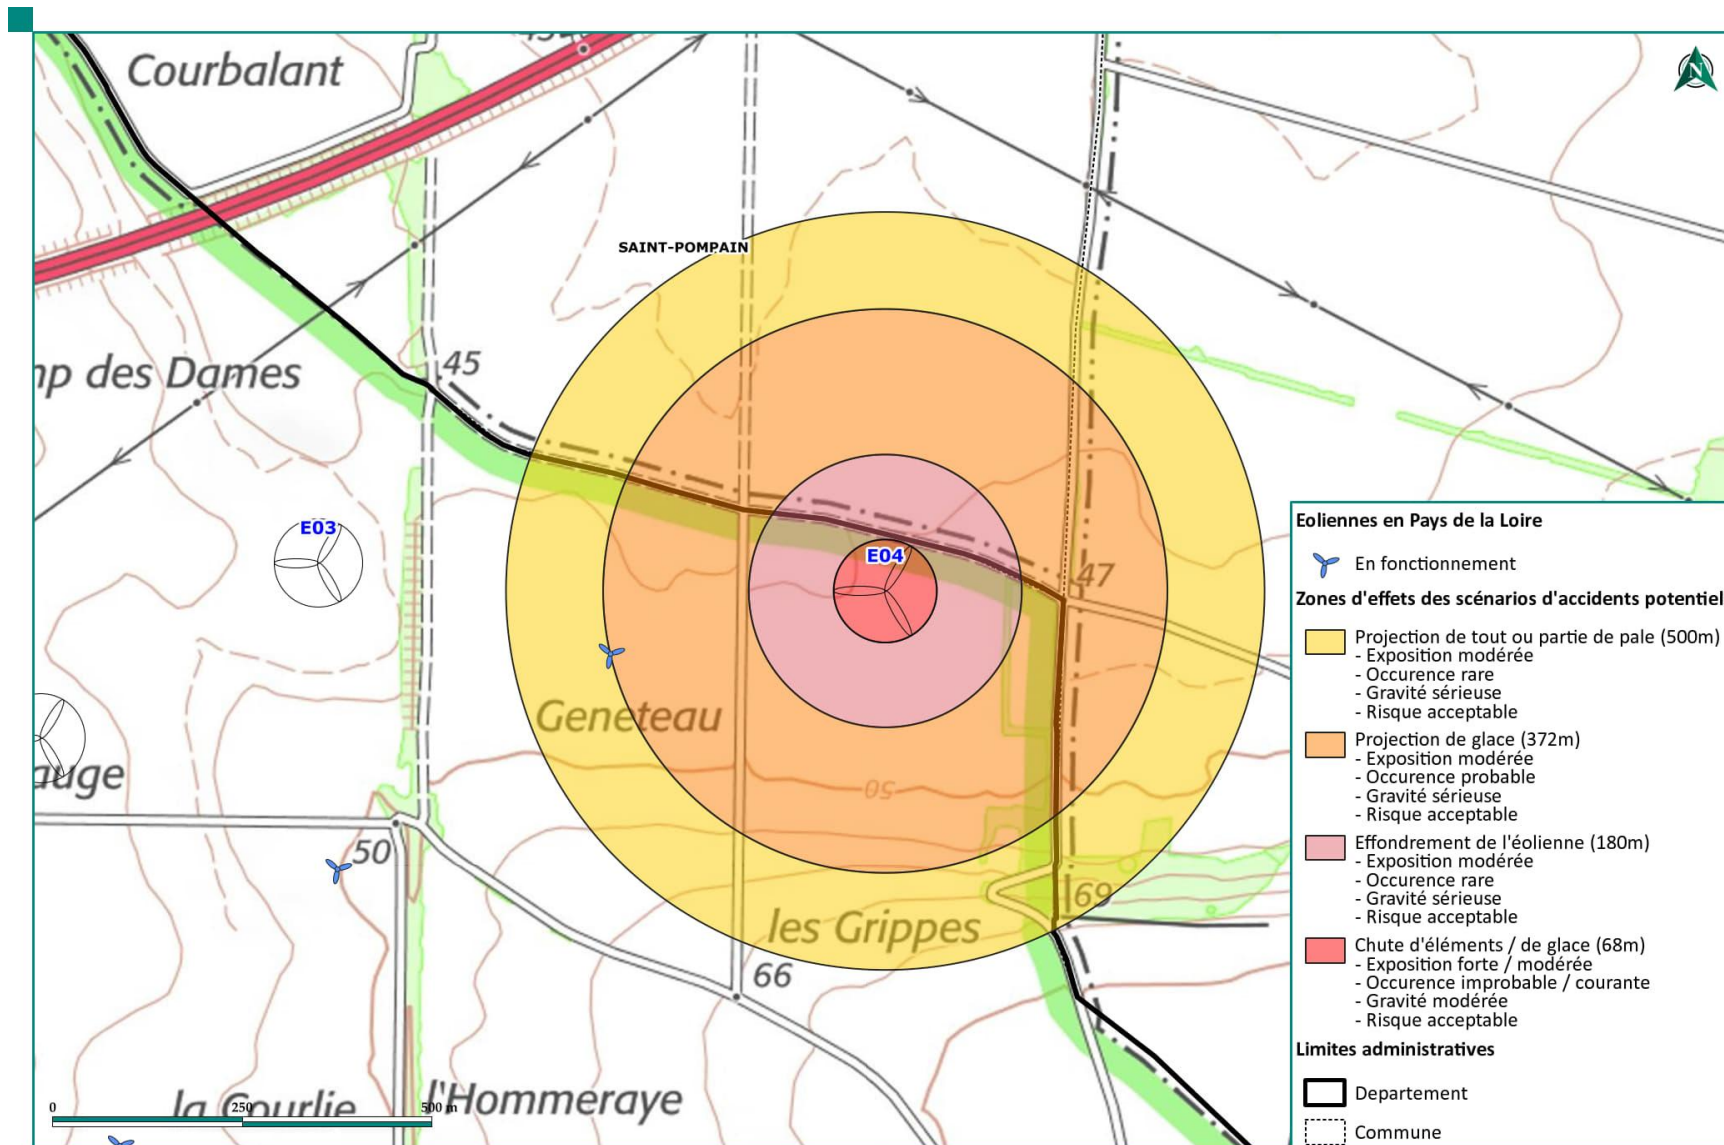 Courbalant
N
SAINT-POMPAIN
45
des Dames
E03
E04
47
Geneteau
50
50
69
les Grippes
66
la Gourlie
l'Hommeraye
0
250
500 m
Eoliennes en Pays de la Loire
En fonctionnement
Zones d'effets des scénarios d'accidents potentiel
Projection de tout ou partie de pale (500m)
- Exposition modérée
- Occurence rare
- Gravité sérieuse
- Risque acceptable
Projection de glace (372m)
- Exposition modérée
- Occurence probable
- Gravité sérieuse
- Risque acceptable
Effondrement de l'éolienne (180m)
- Exposition modérée
- Occurence rare
- Gravité sérieuse
- Risque acceptable
Chute d'éléments / de glace (68m)
- Exposition forte / modérée
- Occurence improbable / courante
- Gravité modérée
- Risque acceptable
Limites administratives
Departement
Commune